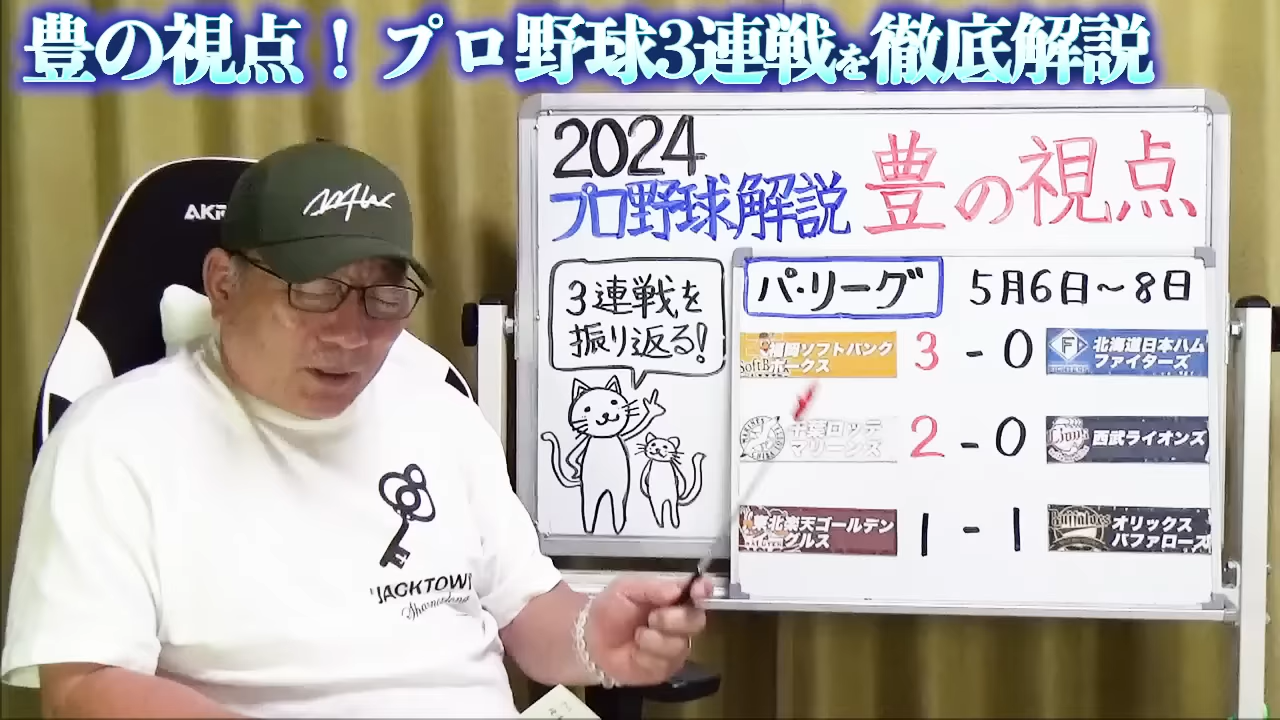 豊の視点！プロ野球3連戦を徹底解説
2024
プロ野球解説 豊の視点
3連戦を
振り返る!
パ・リーグ 5月6日～8日
福岡ソフトバンク
ホークス
SoftBank
3 - 0
F
北海道日本ハム
ファイターズ
千葉ロッテ
マリーンズ
2 - 0
Lions
西武ライオンズ
東北楽天ゴールデン
イーグルス
1 - 1
Buffaloes
オリックス
バファローズ
JACKTOWN